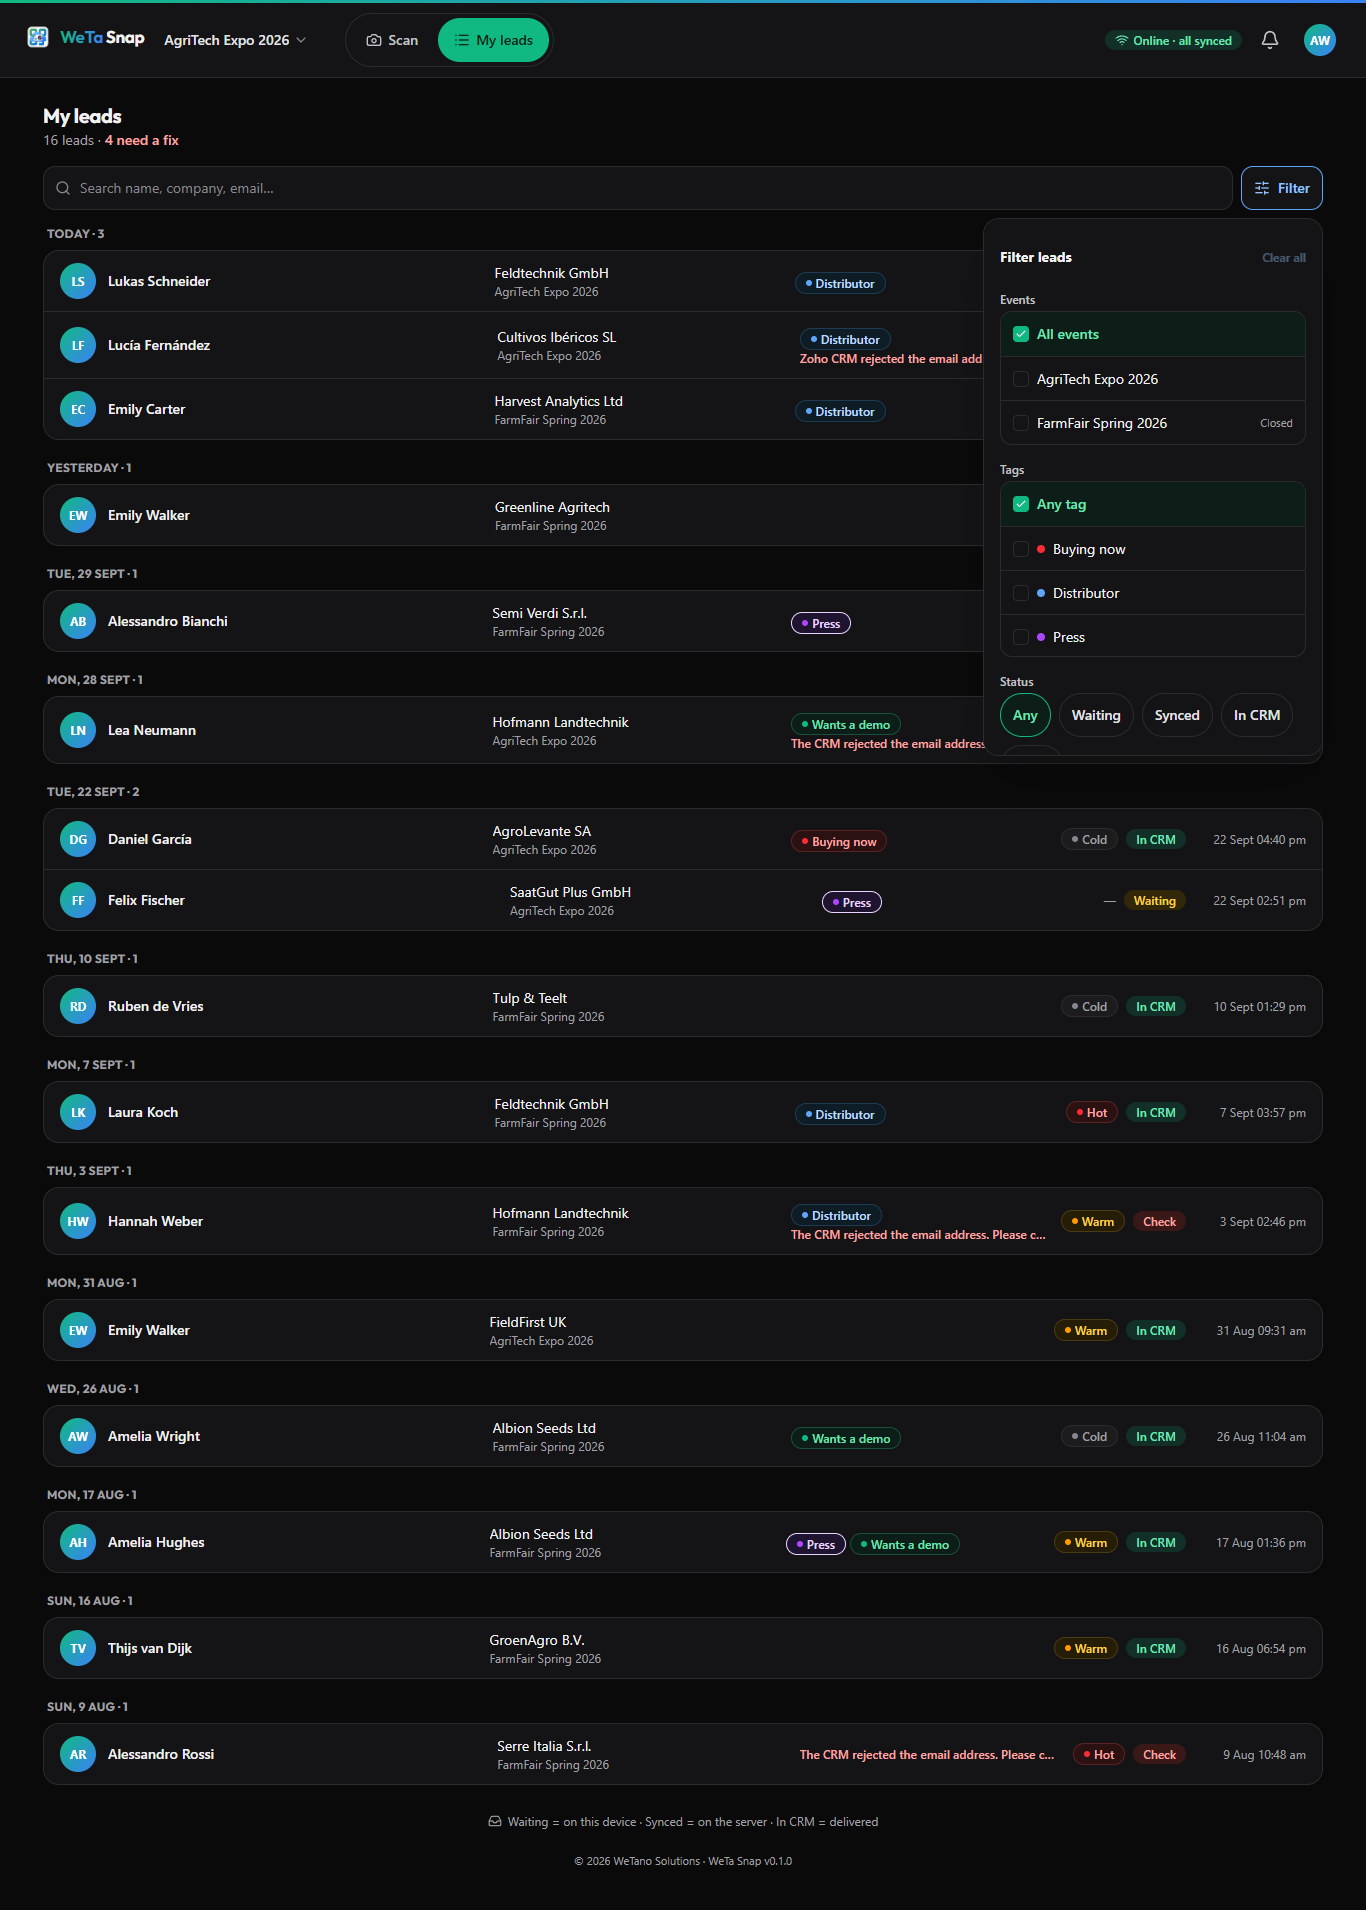 WeTa Snap
AgriTech Expo 2026
Scan
My leads
Online · all synced
AW
My leads
16 leads · 4 need a fix
Search name, company, email...
Filter
TODAY · 3
LS
Lukas Schneider
Feldtechnik GmbH
AgriTech Expo 2026
Distributor
LF
Lucía Fernández
Cultivos Ibéricos SL
AgriTech Expo 2026
Distributor
Zoho CRM rejected the email add
EC
Emily Carter
Harvest Analytics Ltd
FarmFair Spring 2026
Distributor
Filter leads
Clear all
Events
All events
AgriTech Expo 2026
FarmFair Spring 2026
Closed
Tags
Any tag
Buying now
Distributor
Press
Status
Any
Waiting
Synced
In CRM
YESTERDAY · 1
EW
Emily Walker
Greenline Agritech
FarmFair Spring 2026
TUE, 29 SEPT · 1
AB
Alessandro Bianchi
Semi Verdi S.r.l.
FarmFair Spring 2026
Press
MON, 28 SEPT · 1
LN
Lea Neumann
Hofmann Landtechnik
AgriTech Expo 2026
Wants a demo
The CRM rejected the email address.
TUE, 22 SEPT · 2
DG
Daniel García
AgroLevante SA
AgriTech Expo 2026
Buying now
Cold
In CRM
22 Sept 04:40 pm
FF
Felix Fischer
SaatGut Plus GmbH
AgriTech Expo 2026
Press
—
Waiting
22 Sept 02:51 pm
THU, 10 SEPT · 1
RD
Ruben de Vries
Tulp & Teelt
FarmFair Spring 2026
Cold
In CRM
10 Sept 01:29 pm
MON, 7 SEPT · 1
LK
Laura Koch
Feldtechnik GmbH
FarmFair Spring 2026
Distributor
Hot
In CRM
7 Sept 03:57 pm
THU, 3 SEPT · 1
HW
Hannah Weber
Hofmann Landtechnik
FarmFair Spring 2026
Distributor
The CRM rejected the email address. Please c...
Warm
Check
3 Sept 02:46 pm
MON, 31 AUG · 1
EW
Emily Walker
FieldFirst UK
AgriTech Expo 2026
Warm
In CRM
31 Aug 09:31 am
WED, 26 AUG · 1
AW
Amelia Wright
Albion Seeds Ltd
FarmFair Spring 2026
Wants a demo
Cold
In CRM
26 Aug 11:04 am
MON, 17 AUG · 1
AH
Amelia Hughes
Albion Seeds Ltd
FarmFair Spring 2026
Press
Wants a demo
Warm
In CRM
17 Aug 01:36 pm
SUN, 16 AUG · 1
TV
Thijs van Dijk
GroenAgro B.V.
FarmFair Spring 2026
Warm
In CRM
16 Aug 06:54 pm
SUN, 9 AUG · 1
AR
Alessandro Rossi
Serre Italia S.r.l.
FarmFair Spring 2026
The CRM rejected the email address. Please c...
Hot
Check
9 Aug 10:48 am
Waiting = on this device · Synced = on the server · In CRM = delivered
© 2026 WeTano Solutions · WeTa Snap v0.1.0